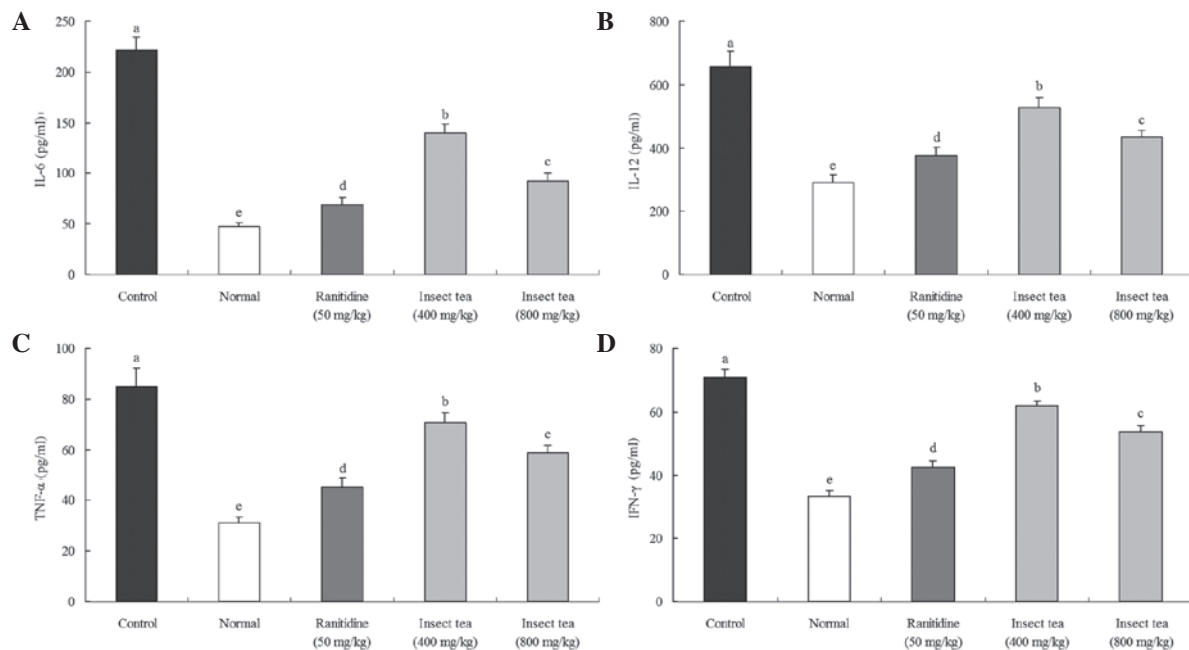 A
IL-6 (pg/ml)
250
200
150
100
50
0
a
e
d
b
c
Control
Normal
Ranitidine
(50 mg/kg)
Insect tea
(400 mg/kg)
Insect tea
(800 mg/kg)
B
IL-12 (pg/ml)
800
600
400
200
0
a
e
d
b
c
Control
Normal
Ranitidine
(50 mg/kg)
Insect tea
(400 mg/kg)
Insect tea
(800 mg/kg)
C
TNF-α (pg/ml)
100
80
60
40
20
0
a
e
d
b
c
Control
Normal
Ranitidine
(50 mg/kg)
Insect tea
(400 mg/kg)
Insect tea
(800 mg/kg)
D
IFN-γ (pg/ml)
80
60
40
20
0
a
e
d
b
c
Control
Normal
Ranitidine
(50 mg/kg)
Insect tea
(400 mg/kg)
Insect tea
(800 mg/kg)